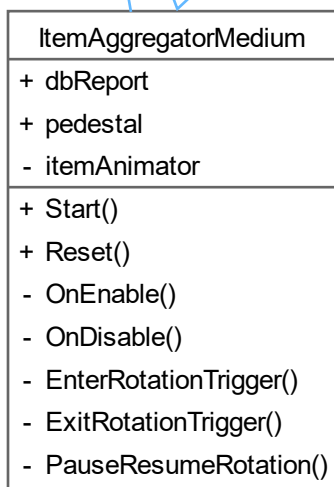 ItemAggregatorMedium
+ dbReport
+ pedestal
- itemAnimator
+ Start()
+ Reset()
- OnEnable()
- OnDisable()
- EnterRotationTrigger()
- ExitRotationTrigger()
- PauseResumeRotation()